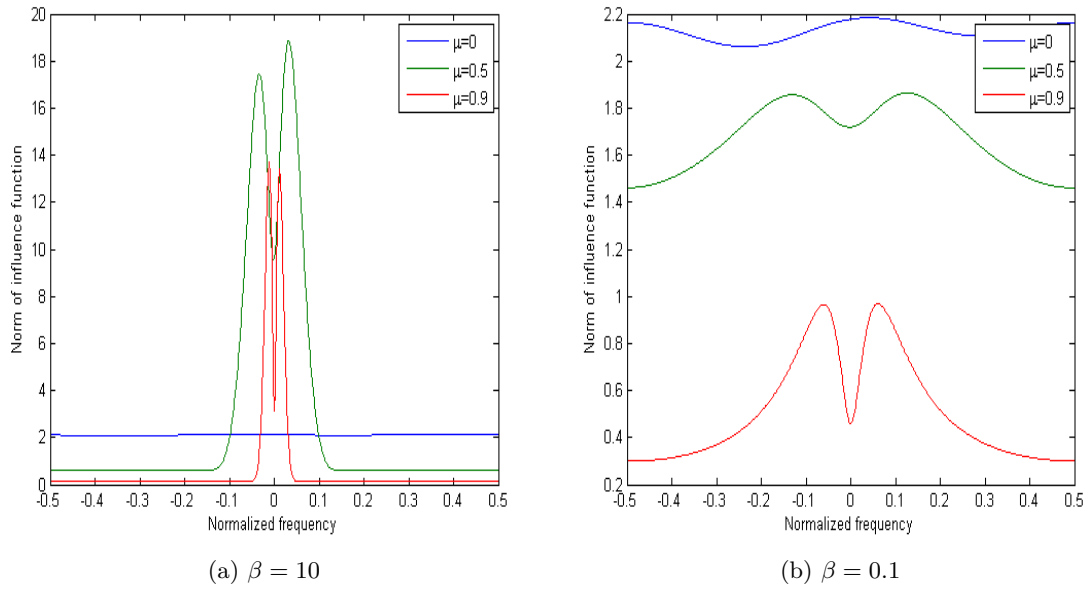 20
18
16
14
12
10
8
6
4
2
0
Norm of influence function
μ=0
μ=0.5
μ=0.9
-0.5 -0.4 -0.3 -0.2 -0.1 0 0.1 0.2 0.3 0.4 0.5
Normalized frequency
(a) β = 10
2.2
2
1.8
1.6
1.4
1.2
1
0.8
0.6
0.4
0.2
Norm of influence function
μ=0
μ=0.5
μ=0.9
-0.5 -0.4 -0.3 -0.2 -0.1 0 0.1 0.2 0.3 0.4 0.5
Normalized frequency
(b) β = 0.1